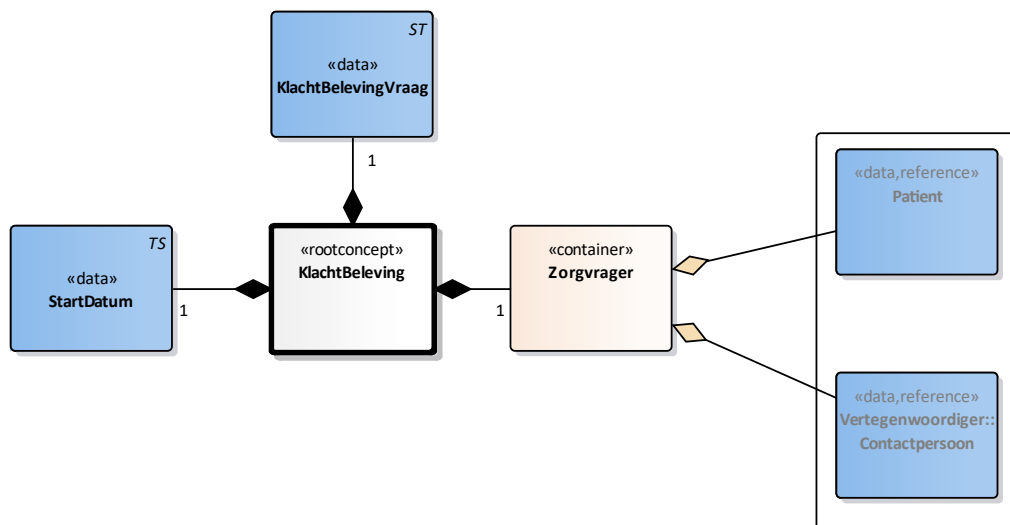 ST
«data»
KlachtBelevingVraag
1
«data,reference»
Patient
TS
«data»
StartDatum
1
«rootconcept»
KlachtBeleving
1
«container»
Zorgvrager
«data,reference»
Vertegenwoordiger::
Contactpersoon